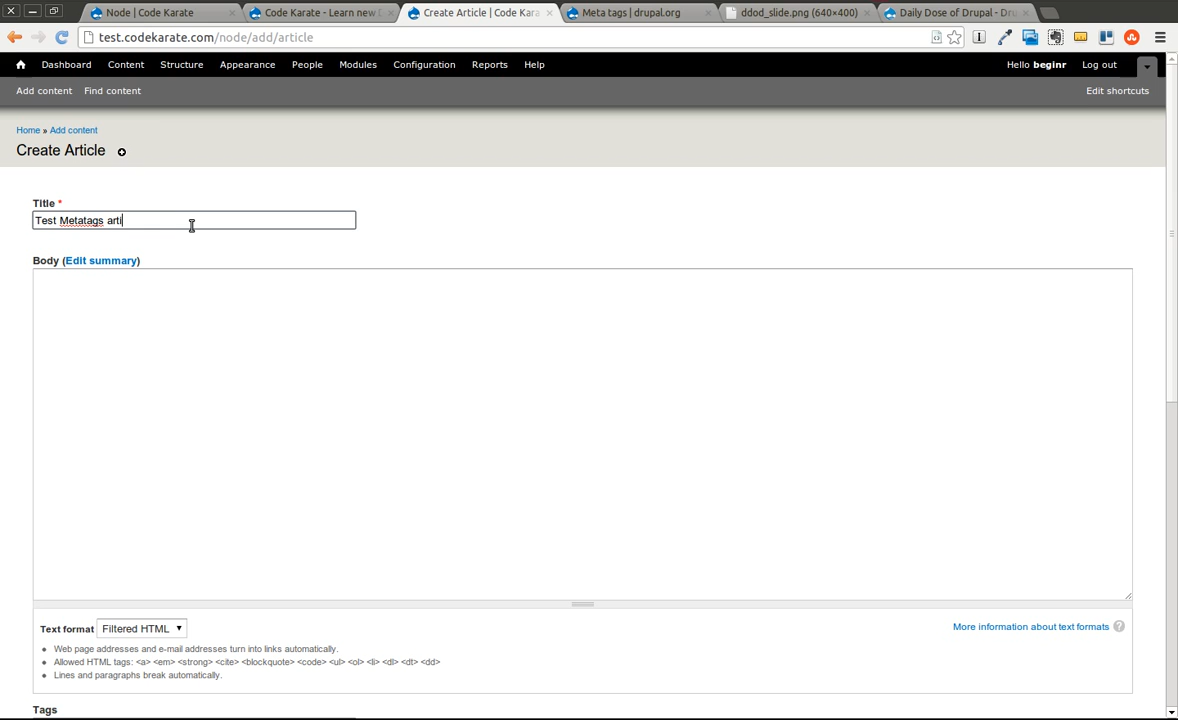 Node | Code Karate
Code Karate - Learn new D
Create Article | Code Kara
Meta tags | drupal.org
ddod_slide.png (640×400)
Daily Dose of Drupal - Dru
test.codekarate.com/node/add/article
Dashboard Content Structure Appearance People Modules Configuration Reports Help Hello beginr Log out
Add content Find content Edit shortcuts
Home » Add content
Create Article
Title *
Test Metatags arti
Body (Edit summary)
Text format Filtered HTML More information about text formats ?
Web page addresses and e-mail addresses turn into links automatically.
Allowed HTML tags: <a> <em> <strong> <cite> <blockquote> <code> <ul> <ol> <li> <dl> <dt> <dd>
Lines and paragraphs break automatically.
Tags